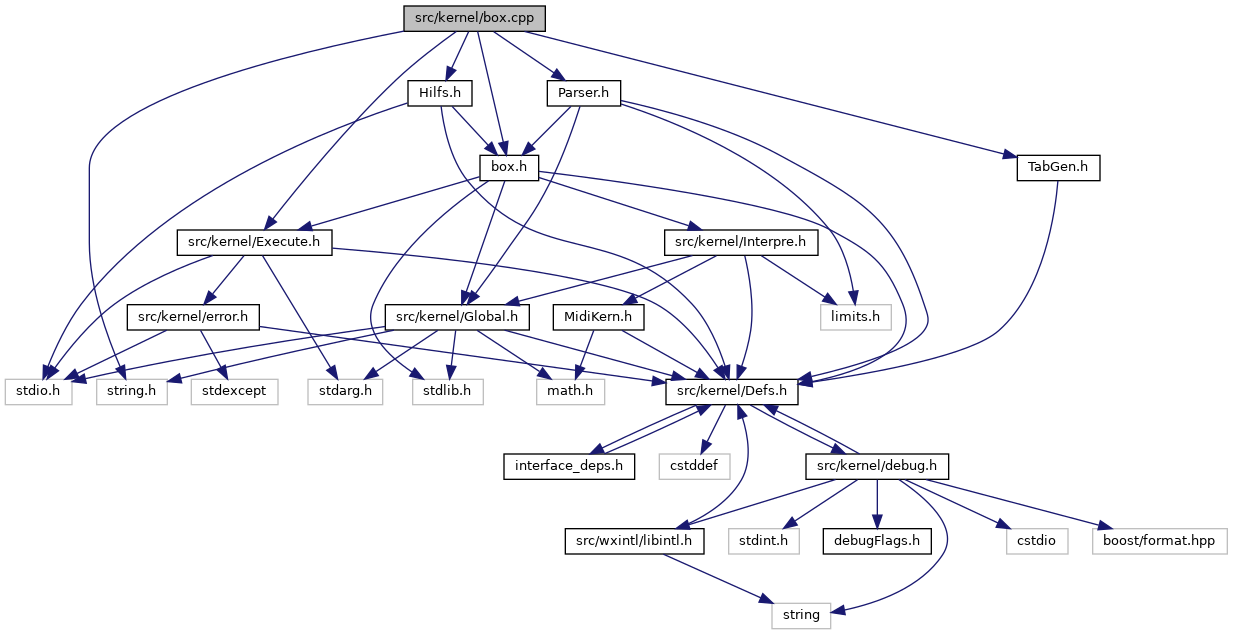 src/kernel/box.cpp
Hilfs.h
Parser.h
box.h
TabGen.h
src/kernel/Execute.h
src/kernel/Interpre.h
src/kernel/error.h
src/kernel/Global.h
MidiKern.h
limits.h
stdio.h
string.h
stdexcept
stdarg.h
stdlib.h
math.h
src/kernel/Defs.h
interface_deps.h
cstddef
src/kernel/debug.h
src/wxintl/libintl.h
stdint.h
debugFlags.h
cstdio
boost/format.hpp
string